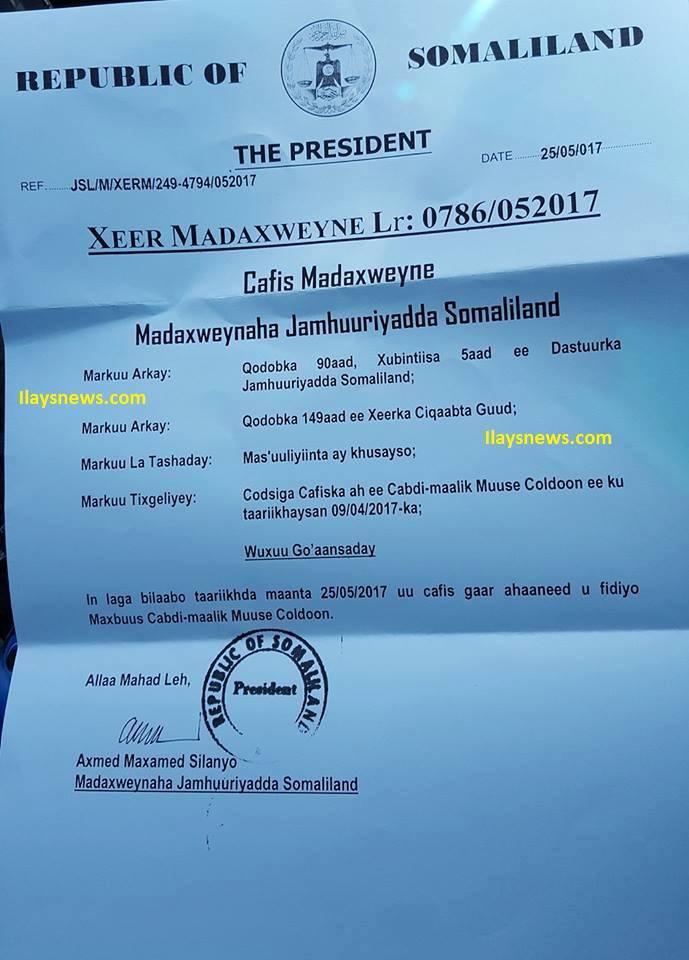 REPUBLIC OF SOMALILAND
THE PRESIDENT
REF. ........ JSL/M/XERM/249-4794/052017
DATE ......... 25/05/017 ................
XEER MADAXWEYNE Lr: 0786/052017
Cafis Madaxweyne
Madaxweynaha Jamhuuriyadda Somaliland
Markuu Arkay: Qodobka 90aad, Xubintiisa 5aad ee Dastuurka
Jamhuuriyadda Somaliland;
Ilaysnews.com
Markuu Arkay: Qodobka 149aad ee Xeerka Ciqaabta Guud;
Ilaysnews.com
Markuu La Tashaday: Mas'uuliyiinta ay khusayso;
Markuu Tixgeliyey: Codsiga Cafiska ah ee Cabdi-maalik Muuse Coldoon ee ku
taariikhaysan 09/04/2017-ka;
Wuxuu Go'aansaday
In laga bilaabo taariikhda maanta 25/05/2017 uu cafis gaar ahaaneed u fidiyo
Maxbuus Cabdi-maalik Muuse Coldoon.
Allaa Mahad Leh,
REPUBLIC OF SOMALILAND
President
Axmed Maxamed Silanyo
Madaxweynaha Jamhuuriyadda Somaliland